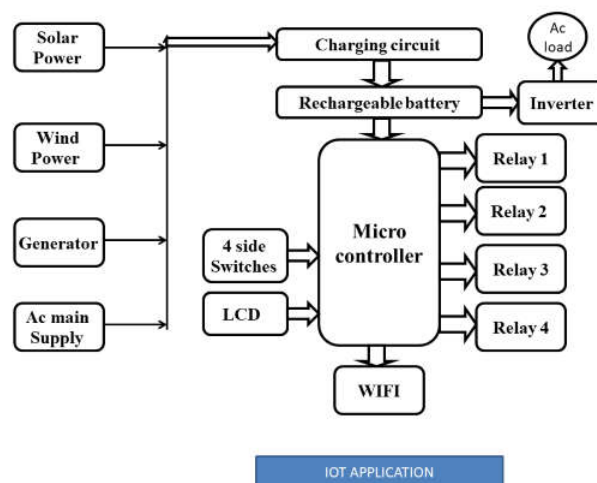 Solar
Power
Charging circuit
Ac
load
Rechargeable battery
Inverter
Wind
Power
Relay 1
Relay 2
Micro
controller
Generator
4 side
Switches
Relay 3
Ac main
Supply
LCD
Relay 4
WIFI
IOT APPLICATION